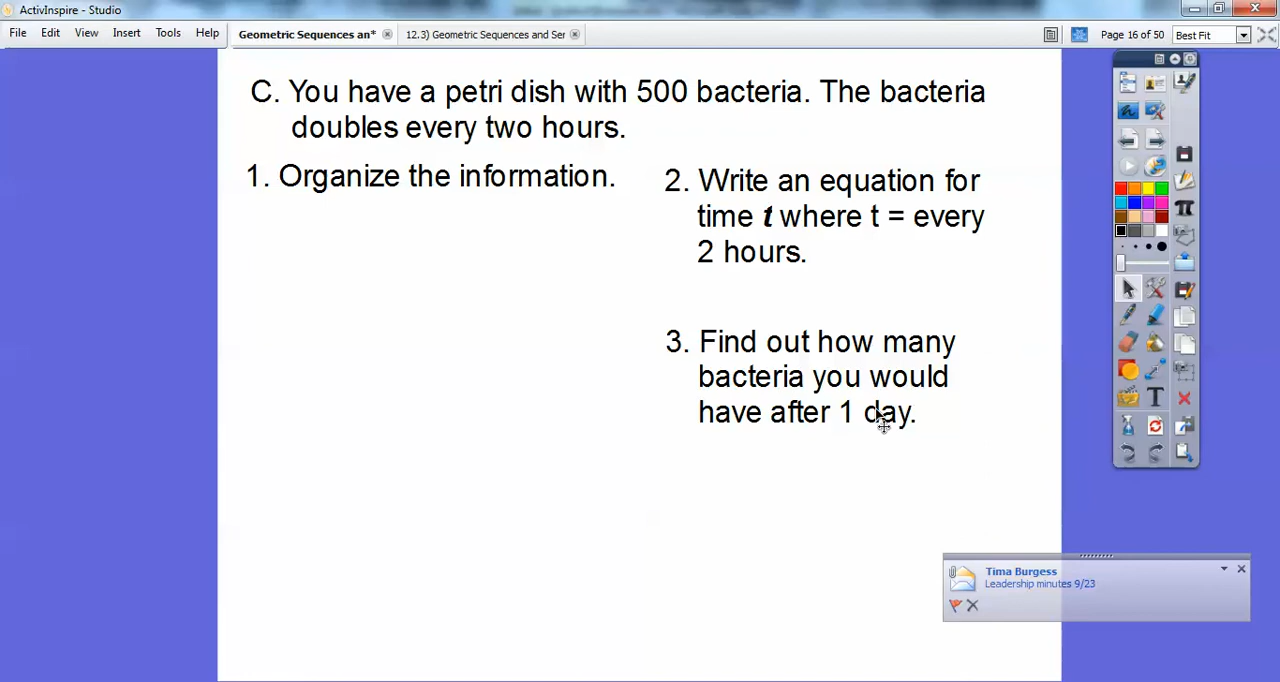 ActivInspire - Studio
File Edit View Insert Tools Help
Geometric Sequences an* 12.3) Geometric Sequences and Ser
Page 16 of 50 Best Fit
C. You have a petri dish with 500 bacteria. The bacteria
doubles every two hours.
1. Organize the information.
2. Write an equation for
time t where t = every
2 hours.
3. Find out how many
bacteria you would
have after 1 day.
Tima Burgess
Leadership minutes 9/23